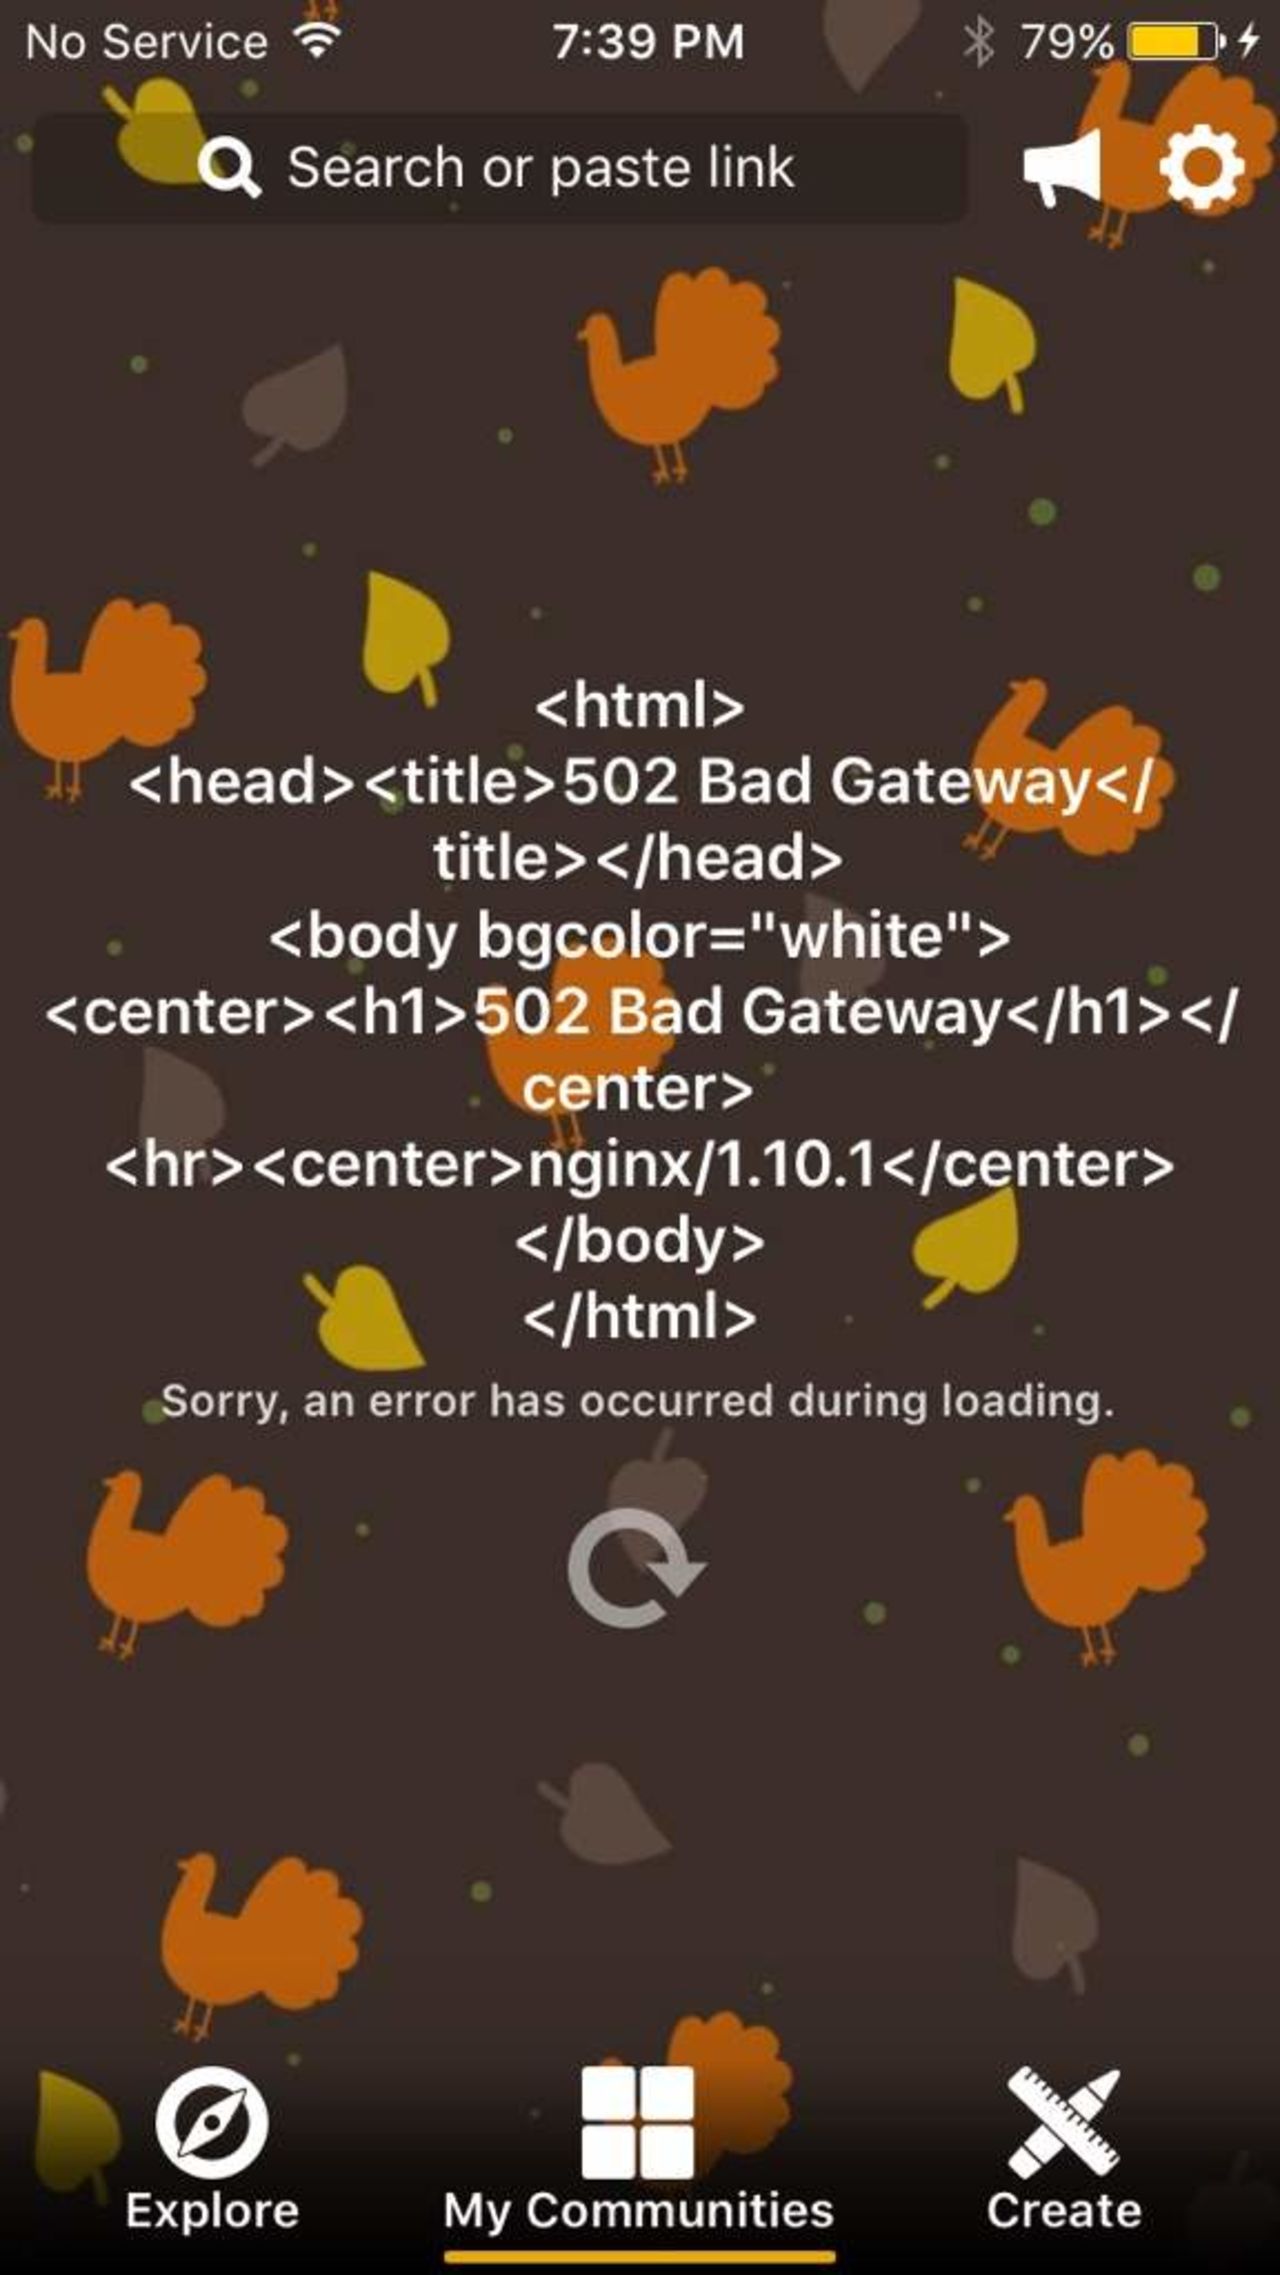 No Service 7:39 PM 79%
Search or paste link
<html>
<head><title>502 Bad Gateway</
title></head>
<body bgcolor="white">
<center><h1>502 Bad Gateway</h1></
center>
<hr><center>nginx/1.10.1</center>
</body>
</html>
Sorry, an error has occurred during loading.
Explore My Communities Create